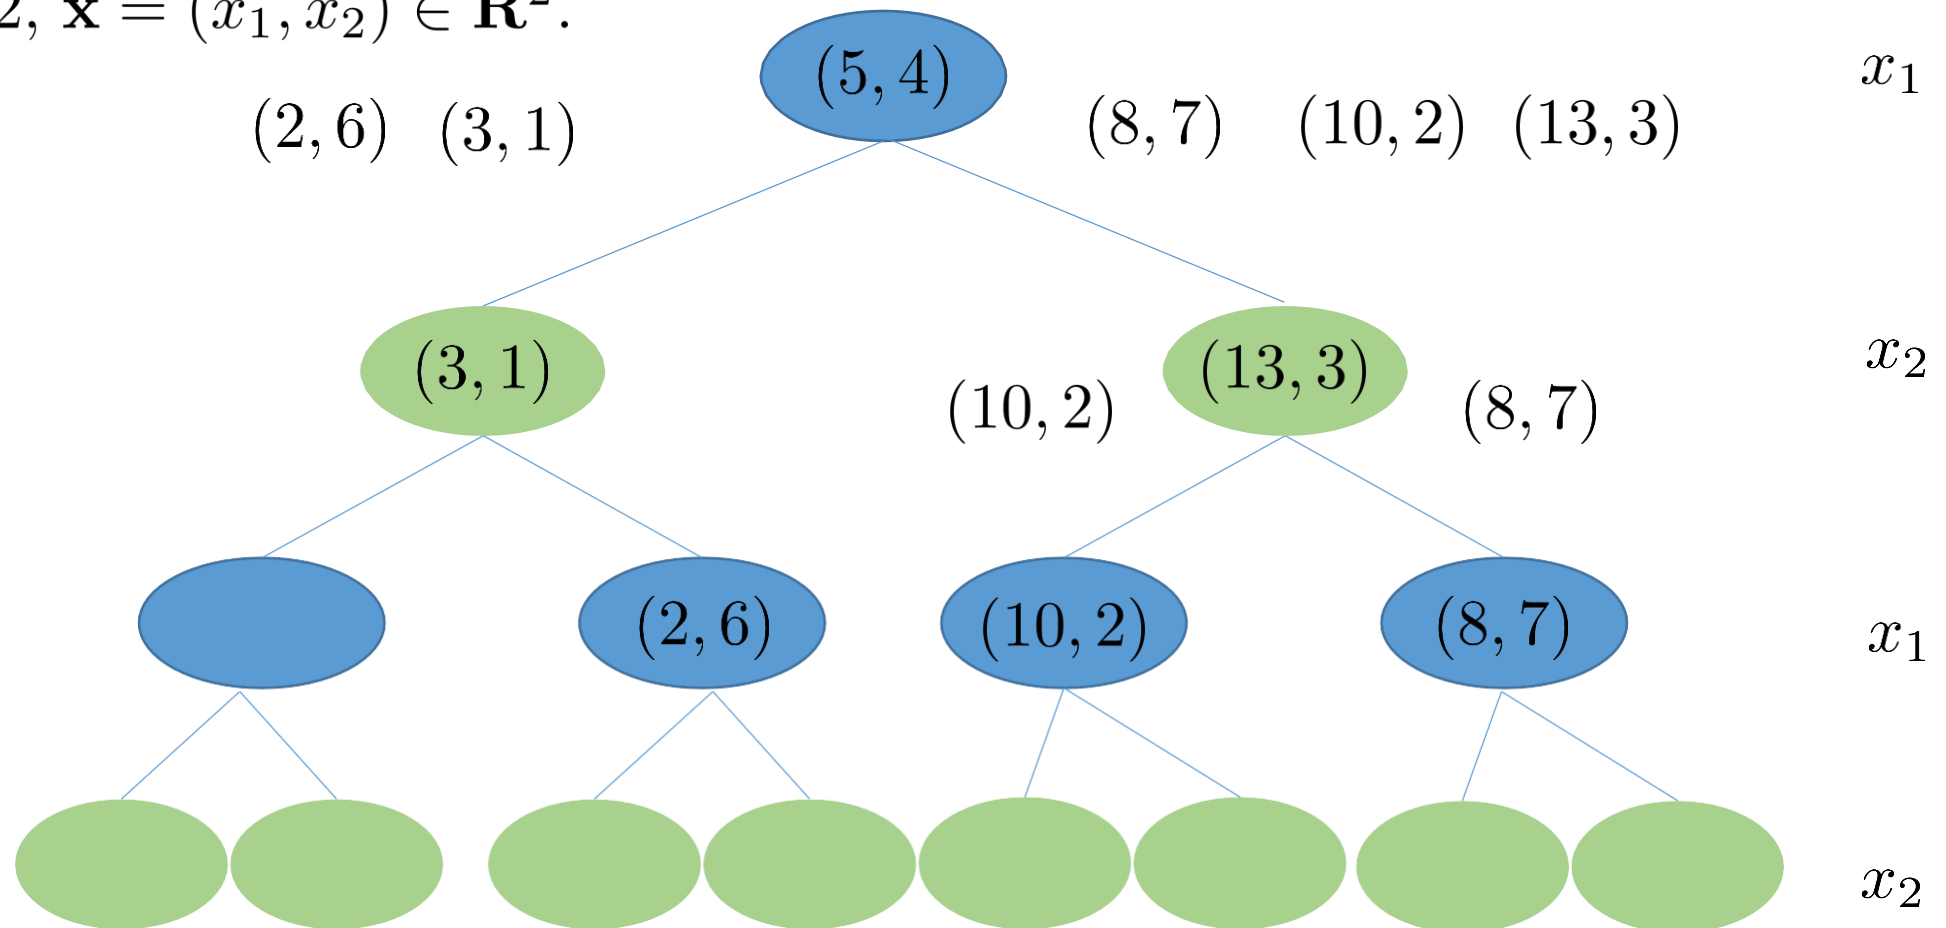 2, x = (x₁, x₂) ∈ R².
(5, 4)
x₁
(2, 6) (3, 1) (8, 7) (10, 2) (13, 3)
(3, 1) (13, 3) x₂
(10, 2) (8, 7)
(2, 6) (10, 2) (8, 7) x₁
x₂